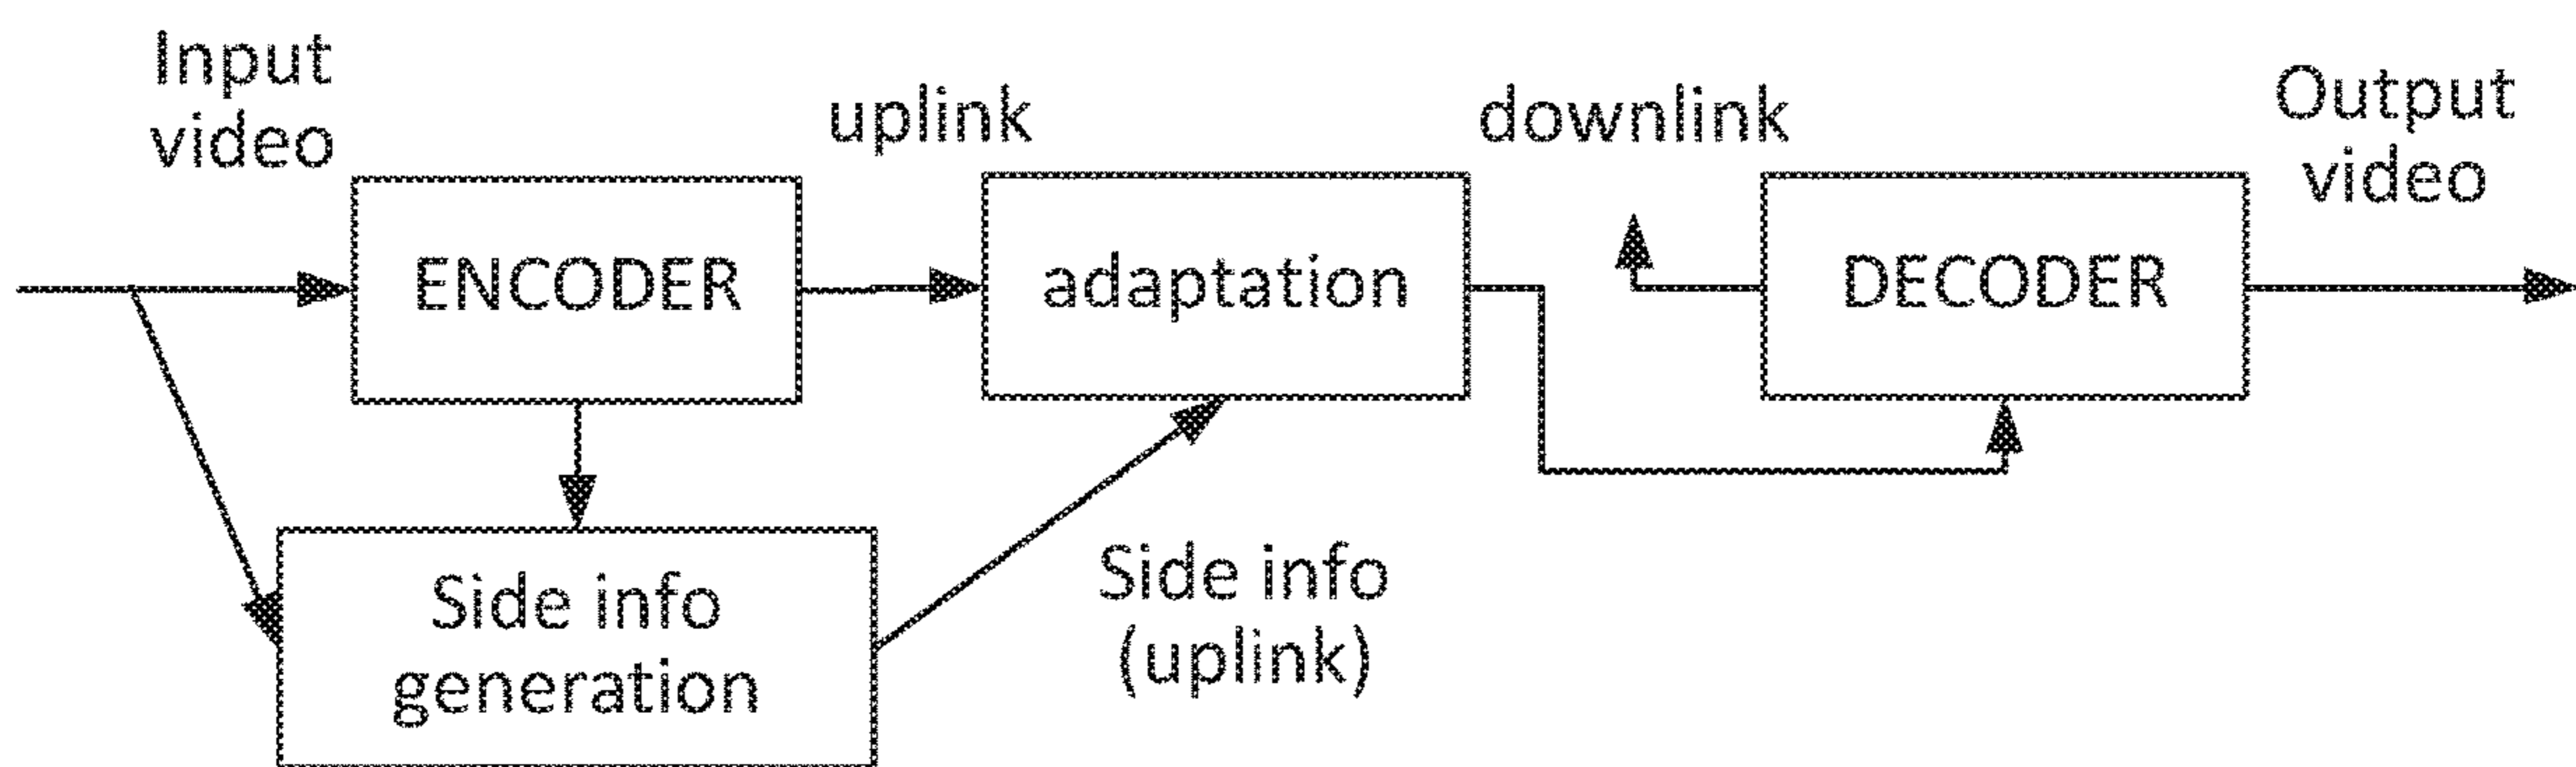 Input
video
uplink
downlink
Output
video
ENCODER
adaptation
DECODER
Side info
generation
Side info
(uplink)